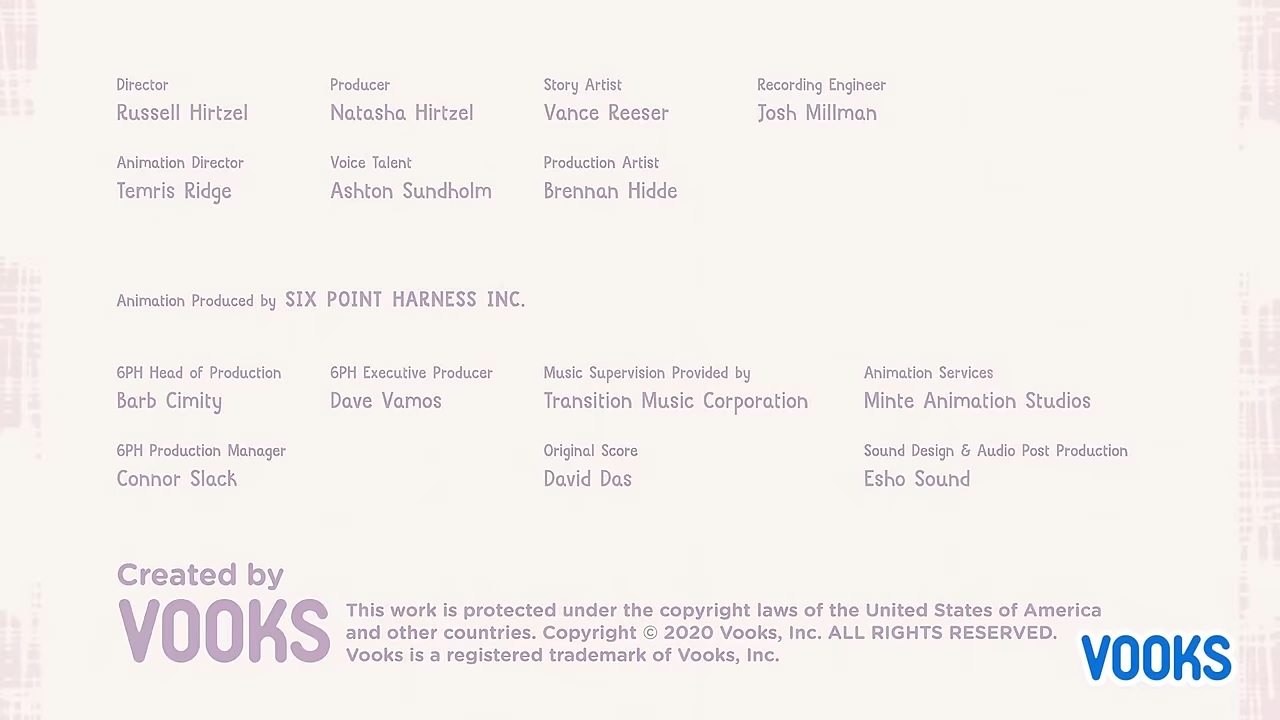 Director Producer Story Artist Recording Engineer
Russell Hirtzel Natasha Hirtzel Vance Reeser Josh Millman
Animation Director Voice Talent Production Artist
Temris Ridge Ashton Sundholm Brennan Hidde
Animation Produced by SIX POINT HARNESS INC.
6PH Head of Production 6PH Executive Producer Music Supervision Provided by Animation Services
Barb Cimity Dave Vamos Transition Music Corporation Minte Animation Studios
6PH Production Manager Original Score Sound Design & Audio Post Production
Connor Slack David Das Esho Sound
Created by
VOOKS
This work is protected under the copyright laws of the United States of America
and other countries. Copyright © 2020 Vooks, Inc. ALL RIGHTS RESERVED.
Vooks is a registered trademark of Vooks, Inc.
VOOKS